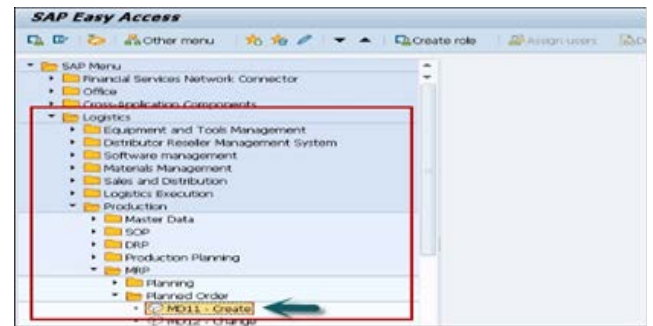 SAP Easy Access
Other menu Create role Assign users
SAP Menu
Financial Services Network Connector
Office
Cross-Application Components
Logistics
Equipment and Tools Management
Distributor Reseller Management System
Software management
Materials Management
Sales and Distribution
Logistics Execution
Production
Master Data
SOP
DRP
Production Planning
MRP
Planning
Planned Order
MD11 - Create
MD12 - Change